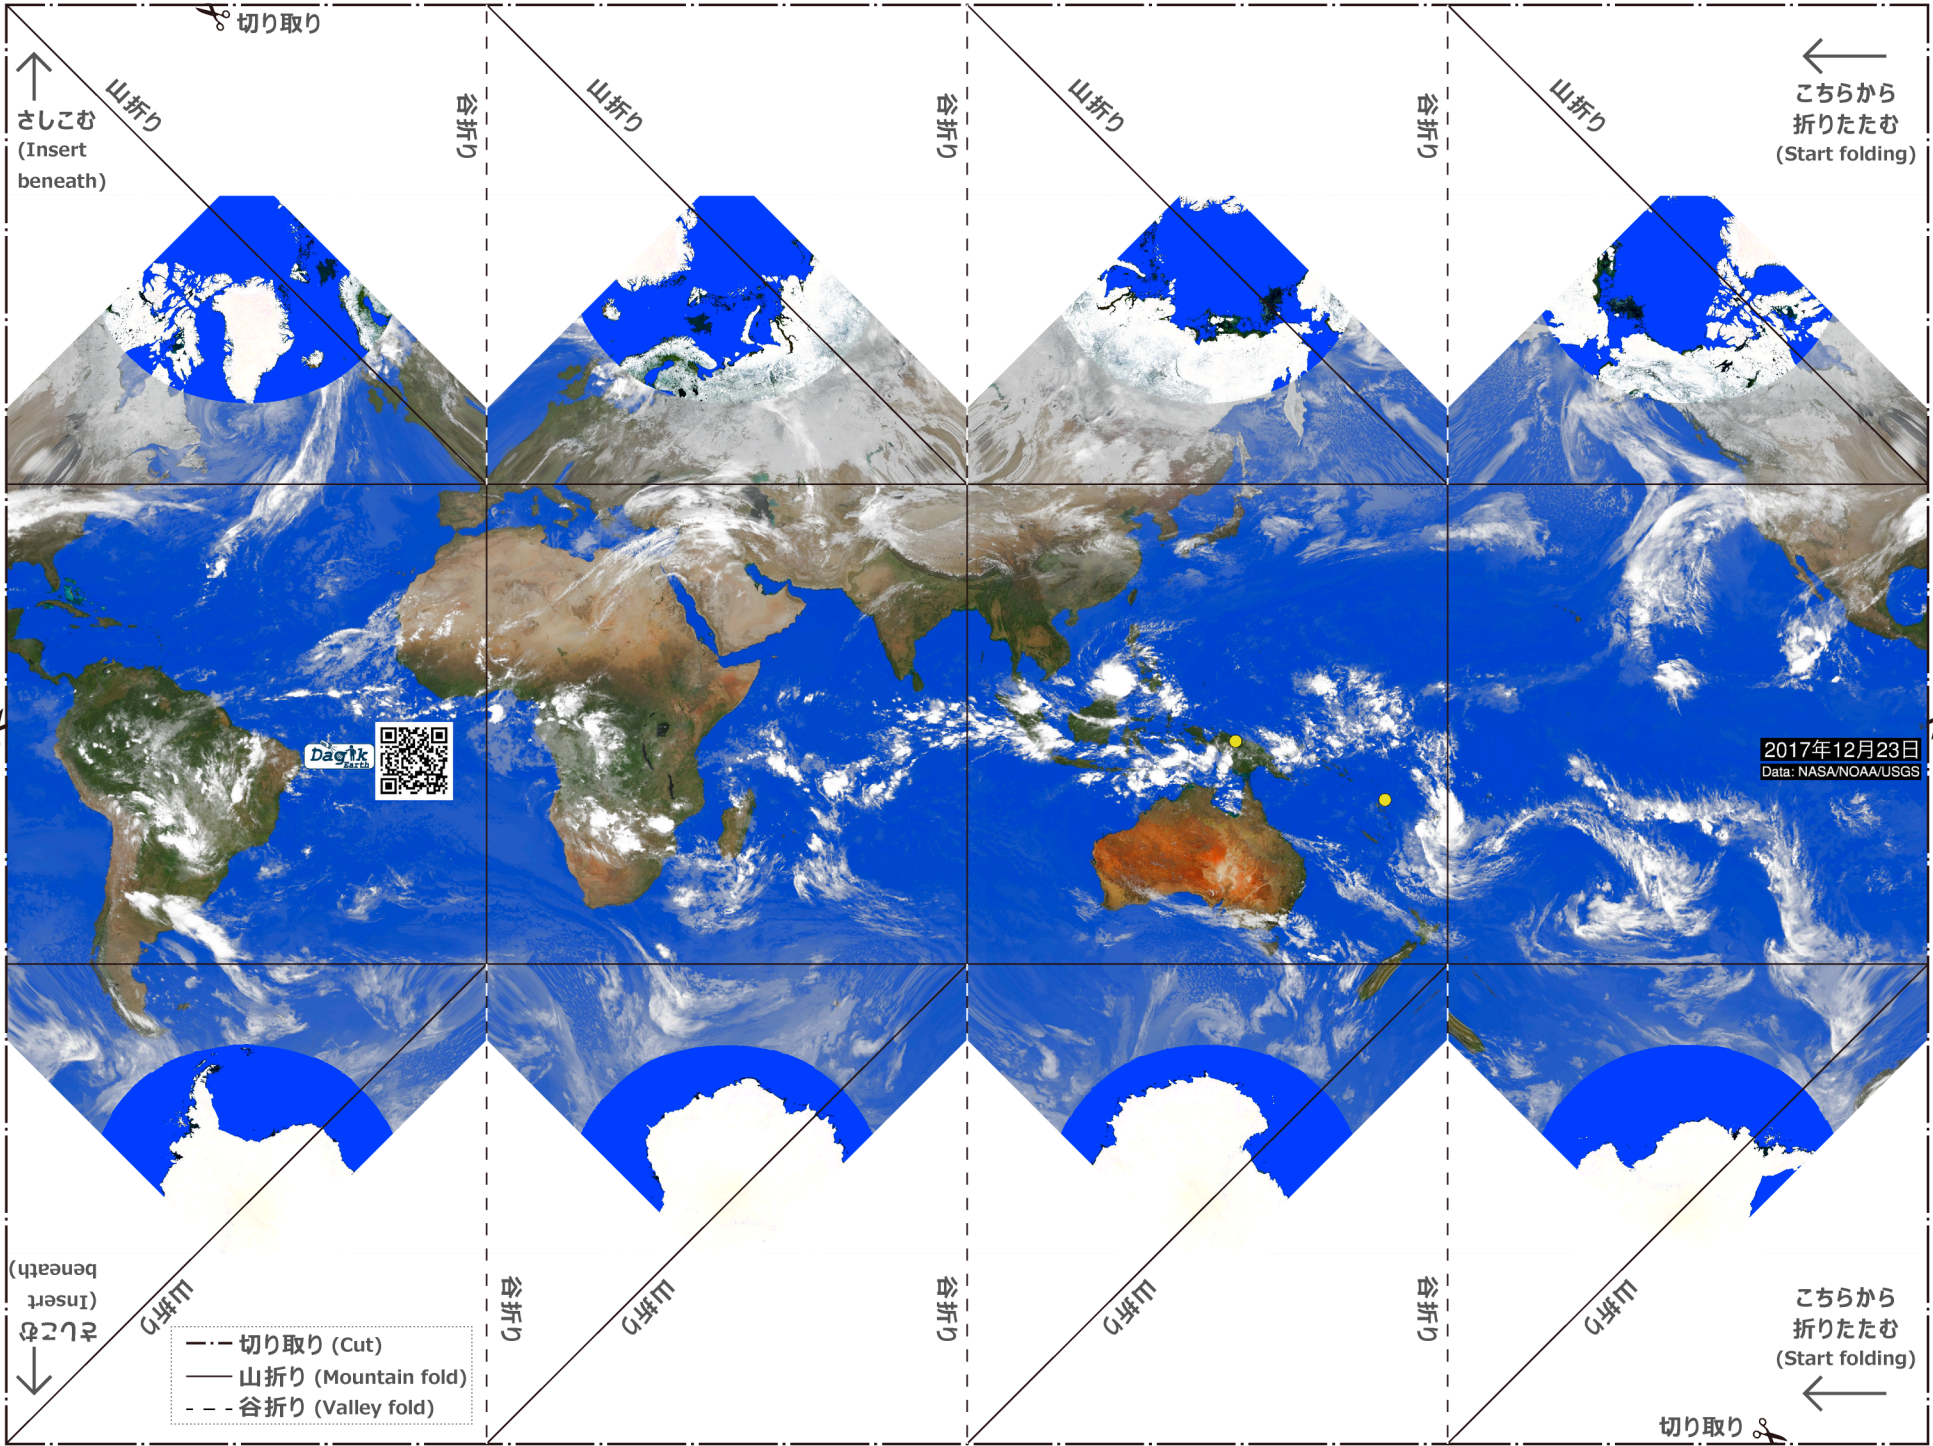 切り取り
さしこむ
(Insert
beneath)
山折り
谷折り
山折り
谷折り
山折り
谷折り
山折り
こちらから
折りたたむ
(Start folding)
Dagik
Earth
2017年12月23日
Data: NASA/NOAA/USGS
さしこむ
(Insert
beneath)
山折り
谷折り
山折り
谷折り
山折り
谷折り
山折り
こちらから
折りたたむ
(Start folding)
切り取り (Cut)
山折り (Mountain fold)
谷折り (Valley fold)
切り取り